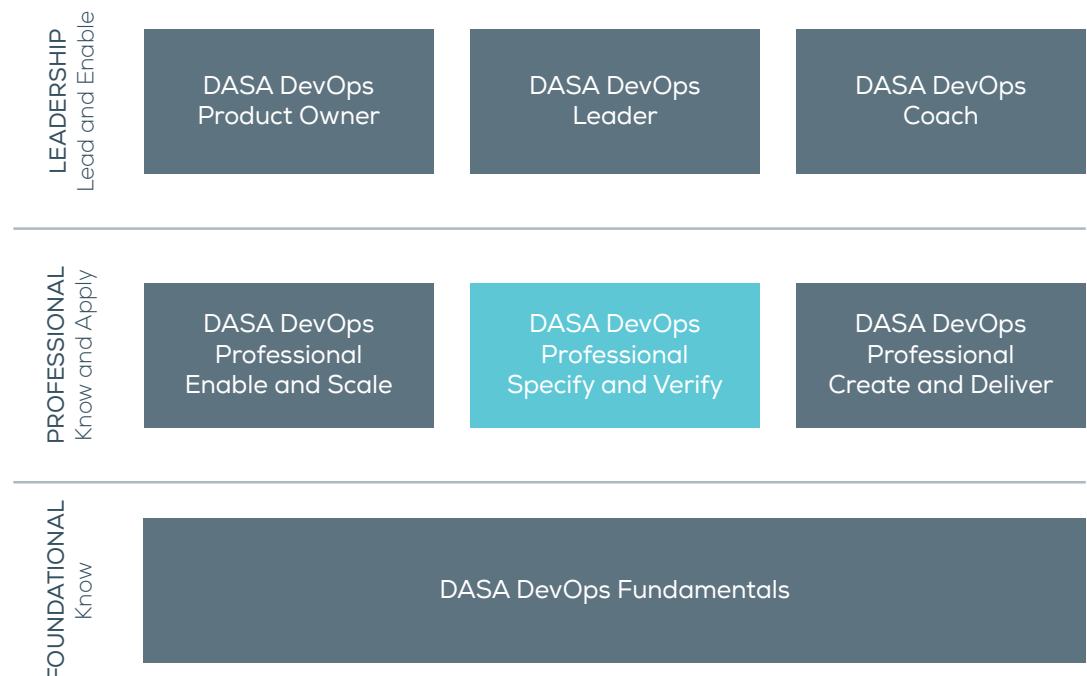 LEADERSHIP
Lead and Enable
DASA DevOps
Product Owner
DASA DevOps
Leader
DASA DevOps
Coach
PROFESSIONAL
Know and Apply
DASA DevOps
Professional
Enable and Scale
DASA DevOps
Professional
Specify and Verify
DASA DevOps
Professional
Create and Deliver
FOUNDATIONAL
Know
DASA DevOps Fundamentals